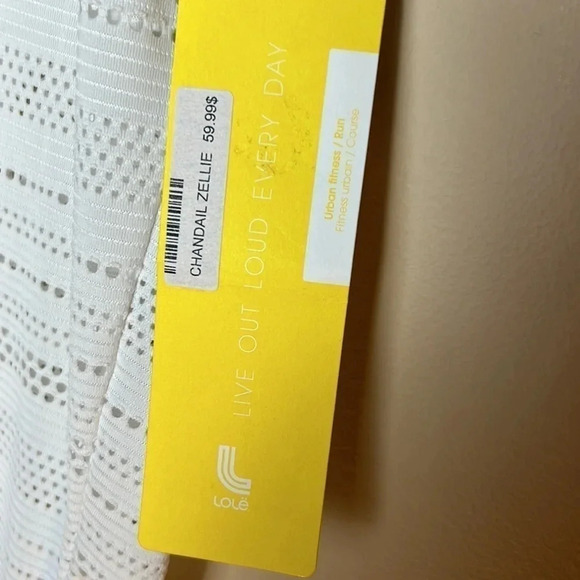 CHANDAIL ZELLIE 59.99$
LIVE OUT LOUD EVERY DAY
Urban fitness / Run
Fitness urbain / Course
LOLË